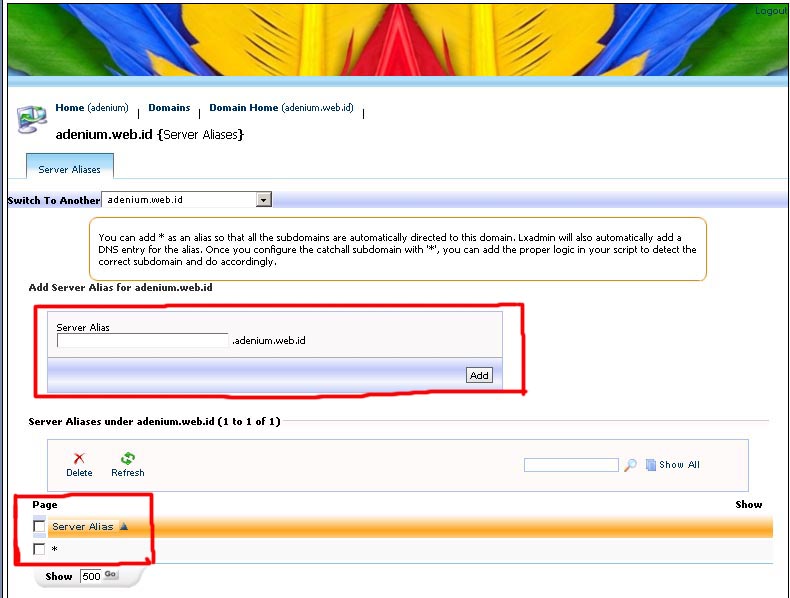 Logout
Home (adenium) | Domains | Domain Home (adenium.web.id) |
adenium.web.id {Server Aliases}
Server Aliases
Switch To Another adenium.web.id
You can add * as an alias so that all the subdomains are automatically directed to this domain. Lxadmin will also automatically add a
DNS entry for the alias. Once you configure the catchall subdomain with '*', you can add the proper logic in your script to detect the
correct subdomain and do accordingly.
Add Server Alias for adenium.web.id
Server Alias
.adenium.web.id
Add
Server Aliases under adenium.web.id (1 to 1 of 1)
Delete Refresh Show All
Page Show
Server Alias
*
Show 500 Go